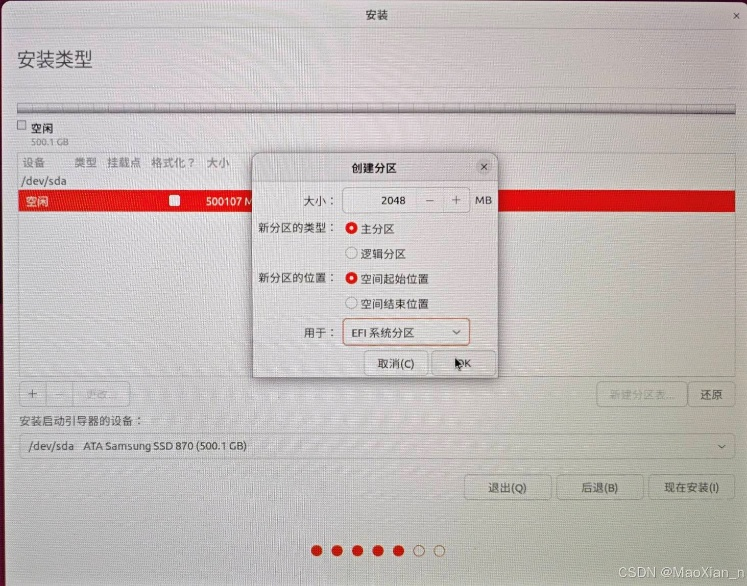 安装
安装类型
空闲
500.1 GB
设备 类型 挂载点 格式化？ 大小
/dev/sda
空闲 500107 M
创建分区
大小： 2048 − + MB
新分区的类型： 主分区
逻辑分区
新分区的位置： 空间起始位置
空间结束位置
用于： EFI 系统分区
取消(C) OK
+ − 更改... 新建分区表... 还原
安装启动引导器的设备：
/dev/sda ATA Samsung SSD 870 (500.1 GB)
退出(Q) 后退(B) 现在安装(I)
CSDN @MaoXian_n